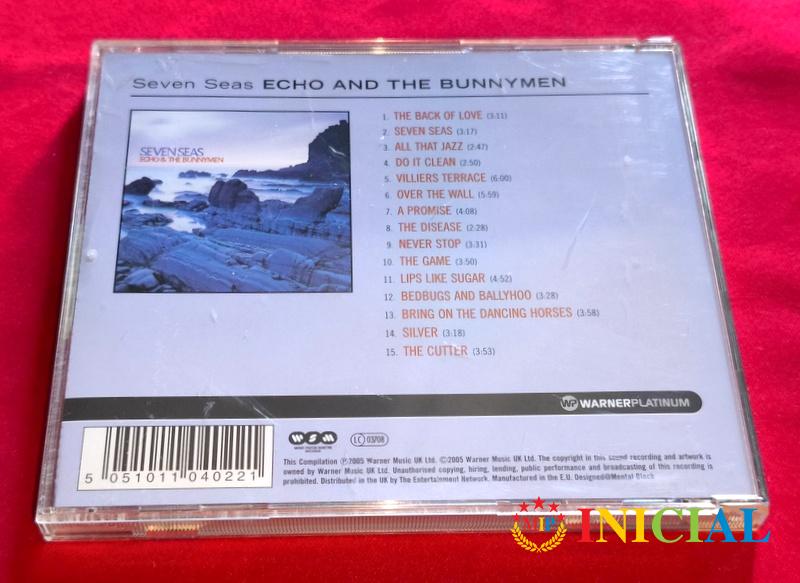 Seven Seas ECHO AND THE BUNNYMEN
SEVEN SEAS
ECHO & THE BUNNYMEN
1. THE BACK OF LOVE (3:11)
2. SEVEN SEAS (3:17)
3. ALL THAT JAZZ (2:47)
4. DO IT CLEAN (2:50)
5. VILLIERS TERRACE (6:00)
6. OVER THE WALL (5:59)
7. A PROMISE (4:08)
8. THE DISEASE (2:28)
9. NEVER STOP (3:31)
10. THE GAME (3:50)
11. LIPS LIKE SUGAR (4:52)
12. BEDBUGS AND BALLYHOO (3:28)
13. BRING ON THE DANCING HORSES (3:58)
14. SILVER (3:18)
15. THE CUTTER (3:53)
WP WARNERPLATINUM
5 051011 040221
WSM
LC 03708
This Compilation ℗2005 Warner Music UK Ltd. ©2005 Warner Music UK Ltd. The copyright in this sound recording and artwork is
owned by Warner Music UK Ltd. Unauthorised copying, hiring, lending, public performance and broadcasting of this recording is
prohibited. Distributed in the UK by The Entertainment Network. Manufactured in the E.U. Designed@Mental Block
MIP INICIAL